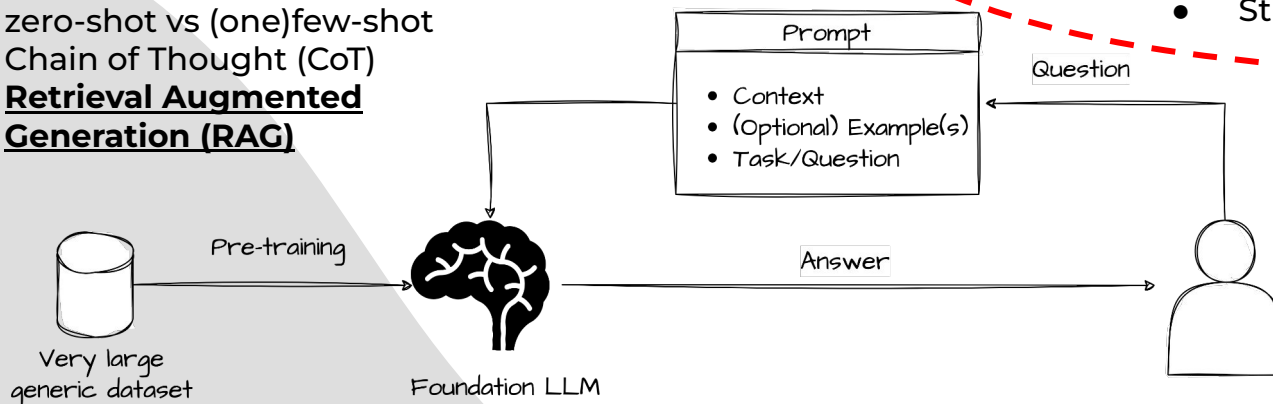 zero-shot vs (one)few-shot
Chain of Thought (CoT)
Retrieval Augmented
Generation (RAG)
• St
Prompt
• Context
• (Optional) Example(s)
• Task/Question
Question
Pre-training
Answer
Very large
generic dataset
Foundation LLM